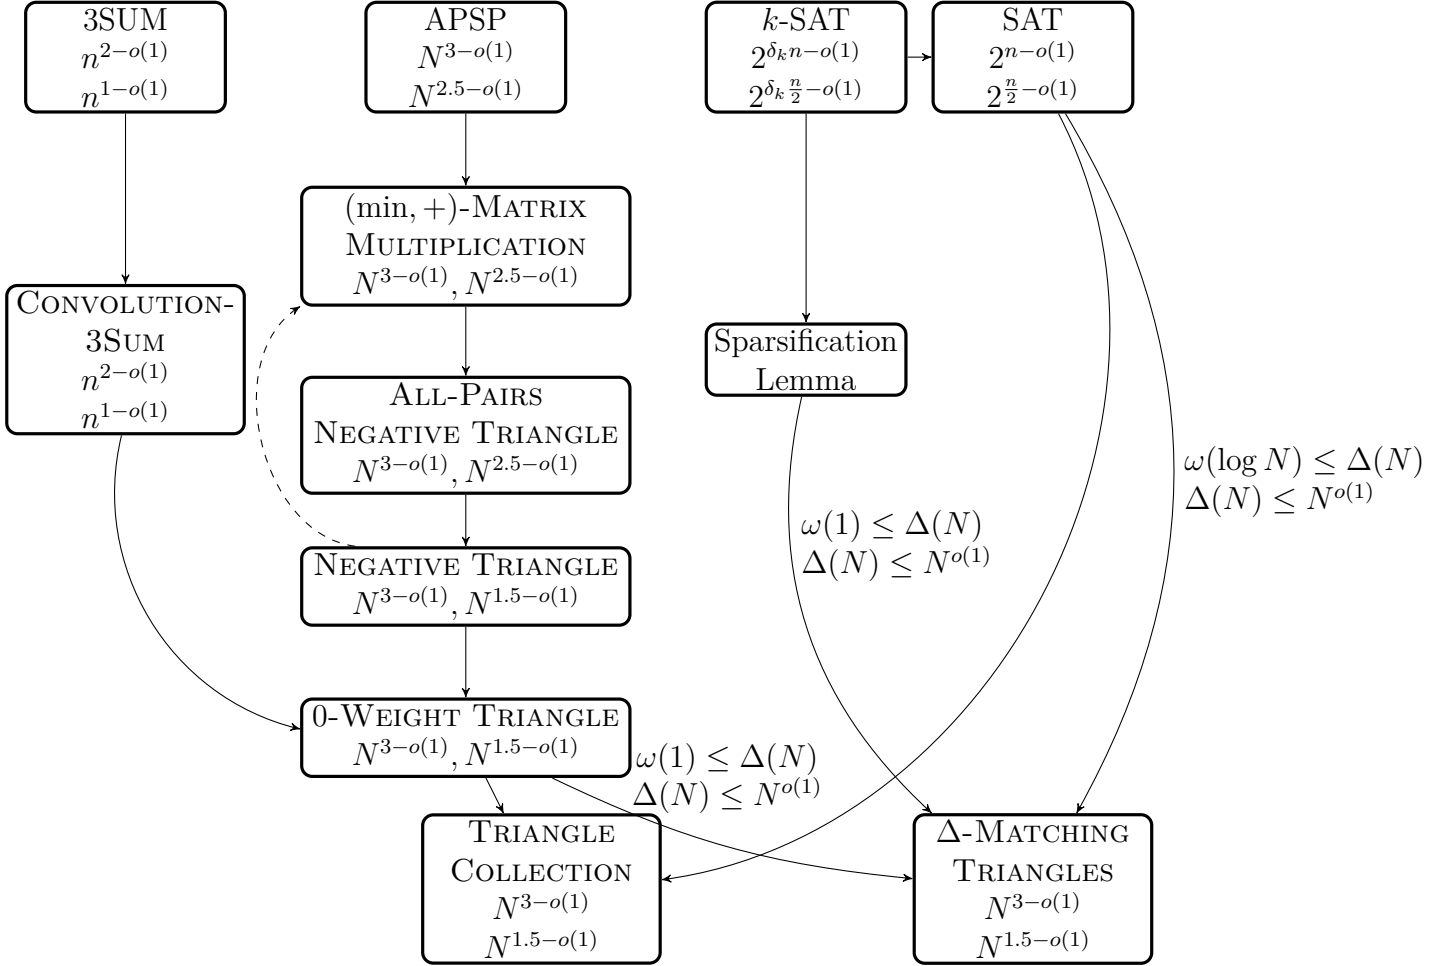 3SUM
n^{2−o(1)}
n^{1−o(1)}
APSP
N^{3−o(1)}
N^{2.5−o(1)}
k-SAT
2^{δ_k n−o(1)}
2^{δ_k \frac{n}{2}−o(1)}
SAT
2^{n−o(1)}
2^{\frac{n}{2}−o(1)}
(min, +)-MATRIX
MULTIPLICATION
N^{3−o(1)}, N^{2.5−o(1)}
CONVOLUTION-
3SUM
n^{2−o(1)}
n^{1−o(1)}
Sparsification
Lemma
ALL-PAIRS
NEGATIVE TRIANGLE
N^{3−o(1)}, N^{2.5−o(1)}
ω(log N) ≤ Δ(N)
Δ(N) ≤ N^{o(1)}
ω(1) ≤ Δ(N)
Δ(N) ≤ N^{o(1)}
NEGATIVE TRIANGLE
N^{3−o(1)}, N^{1.5−o(1)}
0-WEIGHT TRIANGLE
N^{3−o(1)}, N^{1.5−o(1)}
ω(1) ≤ Δ(N)
Δ(N) ≤ N^{o(1)}
TRIANGLE
COLLECTION
N^{3−o(1)}
N^{1.5−o(1)}
Δ-MATCHING
TRIANGLES
N^{3−o(1)}
N^{1.5−o(1)}